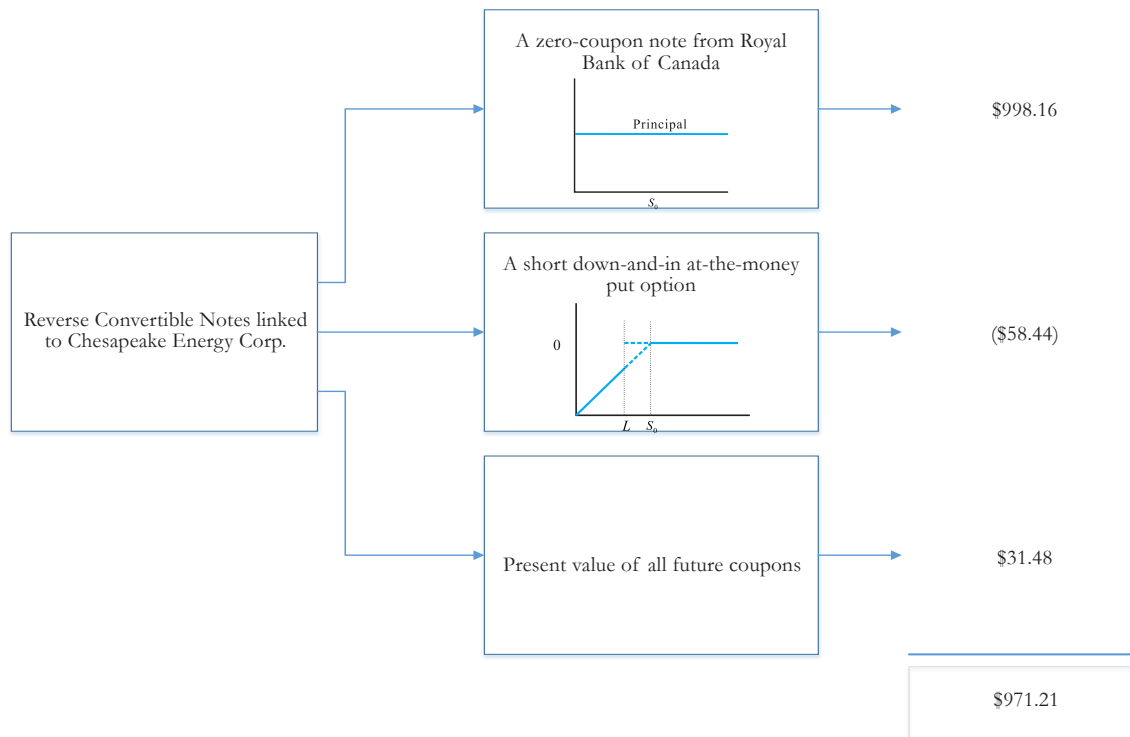 A zero-coupon note from Royal
Bank of Canada
Principal
S₀
$998.16
Reverse Convertible Notes linked
to Chesapeake Energy Corp.
A short down-and-in at-the-money
put option
0
L S₀
($58.44)
Present value of all future coupons
$31.48
$971.21